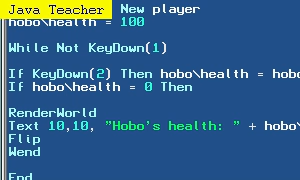 Java Teacher New player
hobo\health = 100
While Not KeyDown(1)
If KeyDown(2) Then hobo\health = hobo
If hobo\health = 0 Then
RenderWorld
Text 10,10, "Hobo's health: " + hobo
Flip
Wend
End